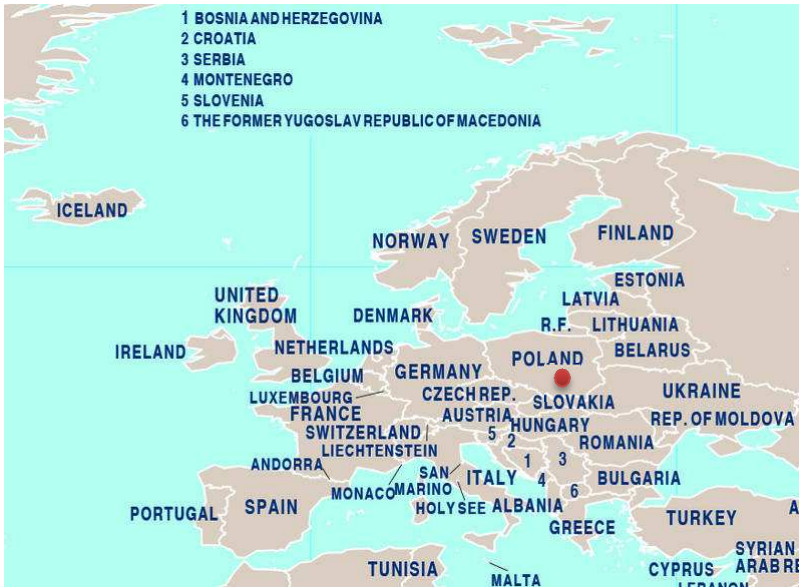 1 BOSNIA AND HERZEGOVINA
2 CROATIA
3 SERBIA
4 MONTENEGRO
5 SLOVENIA
6 THE FORMER YUGOSLAV REPUBLIC OF MACEDONIA
ICELAND
NORWAY
SWEDEN
FINLAND
ESTONIA
UNITED
KINGDOM
LATVIA
DENMARK
R.F.
LITHUANIA
IRELAND
NETHERLANDS
POLAND
BELARUS
BELGIUM
GERMANY
LUXEMBOURG
CZECH REP.
SLOVAKIA
UKRAINE
FRANCE
AUSTRIA
HUNGARY
REP. OF MOLDOVA
SWITZERLAND
5
2
ROMANIA
LIECHTENSTEIN
1
3
ANDORRA
SAN
MARINO
ITALY
4
BULGARIA
MONACO
6
PORTUGAL
SPAIN
HOLY SEE
ALBANIA
GREECE
TURKEY
A
SYRIAN
ARAB RE
TUNISIA
MALTA
CYPRUS
LEBANON